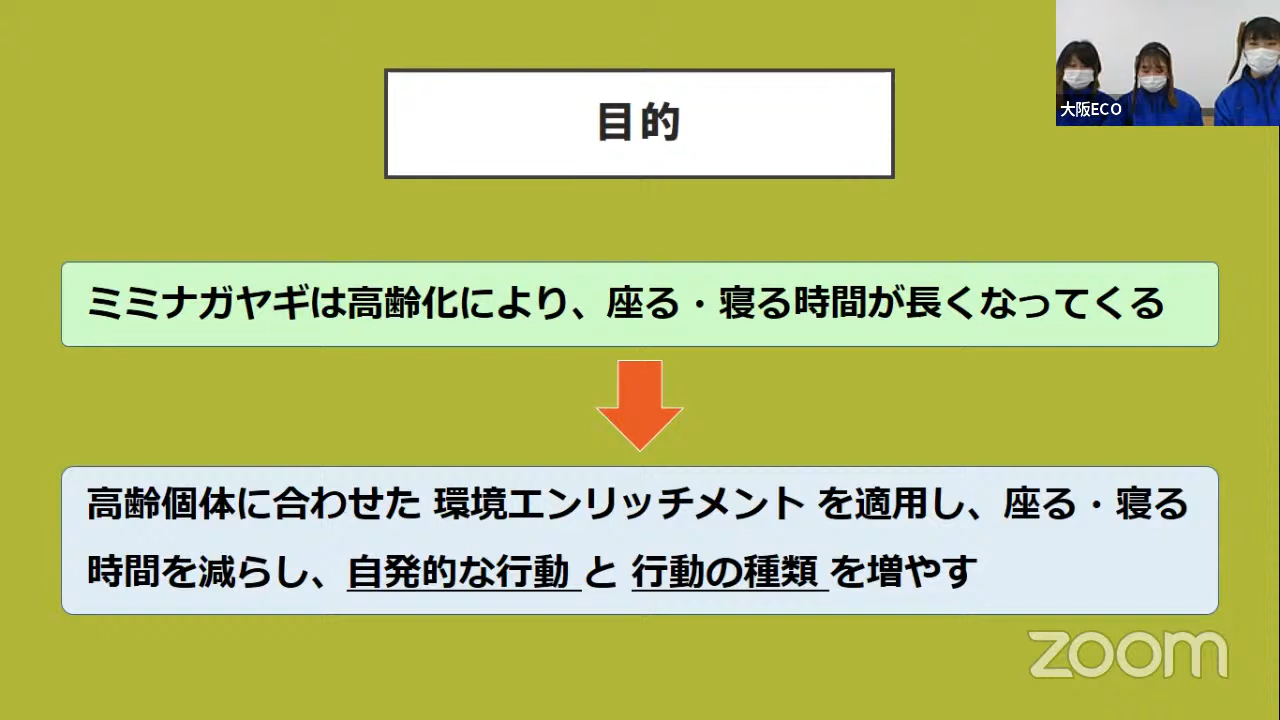 目的
大阪ECO
ミミナガヤギは高齢化により、座る・寝る時間が長くなってくる
高齢個体に合わせた 環境エンリッチメント を適用し、座る・寝る
時間を減らし、自発的な行動 と 行動の種類 を増やす
zoom